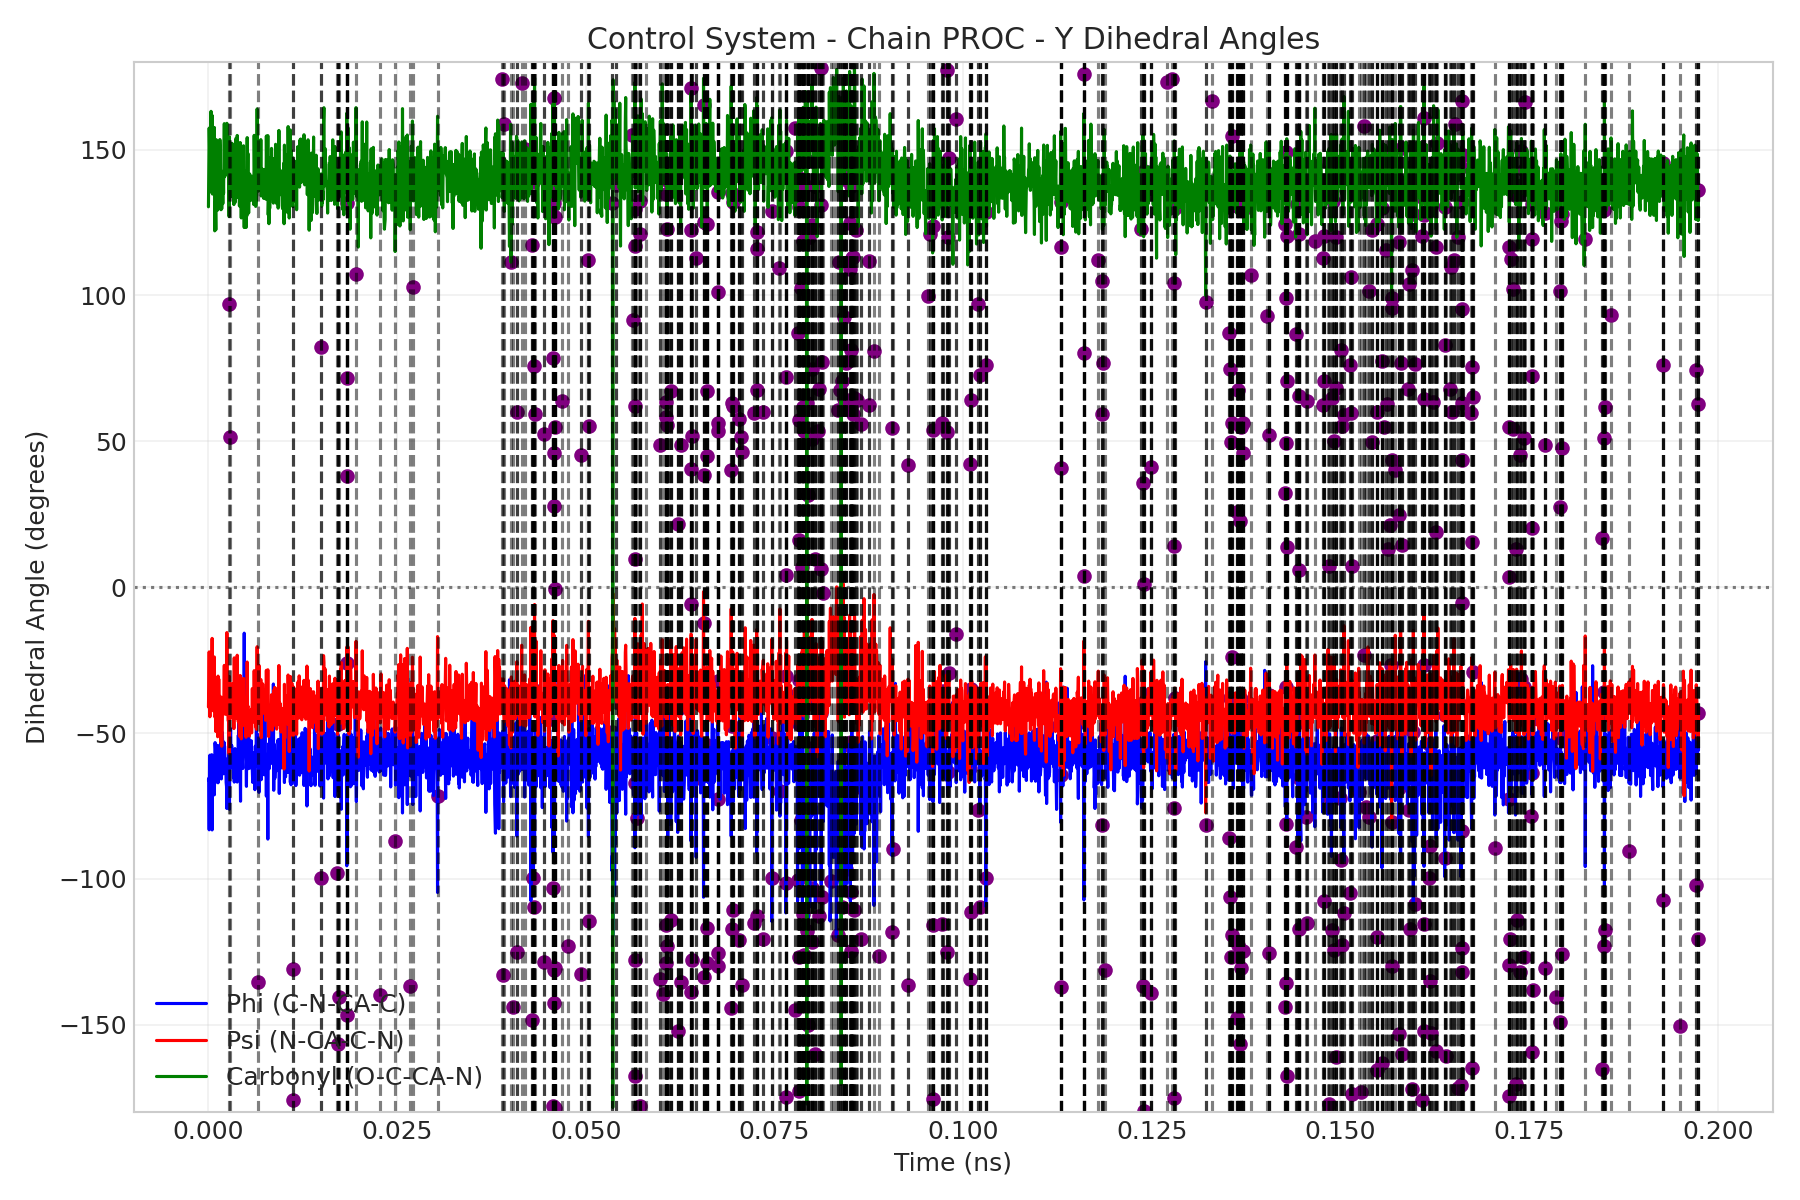 Control System - Chain PROC - Y Dihedral Angles
150
100
50
0
−50
−100
−150
Dihedral Angle (degrees)
Phi (C-N-CA-C)
Psi (N-CA-C-N)
Carbonyl (O-C-CA-N)
0.000 0.025 0.050 0.075 0.100 0.125 0.150 0.175 0.200
Time (ns)